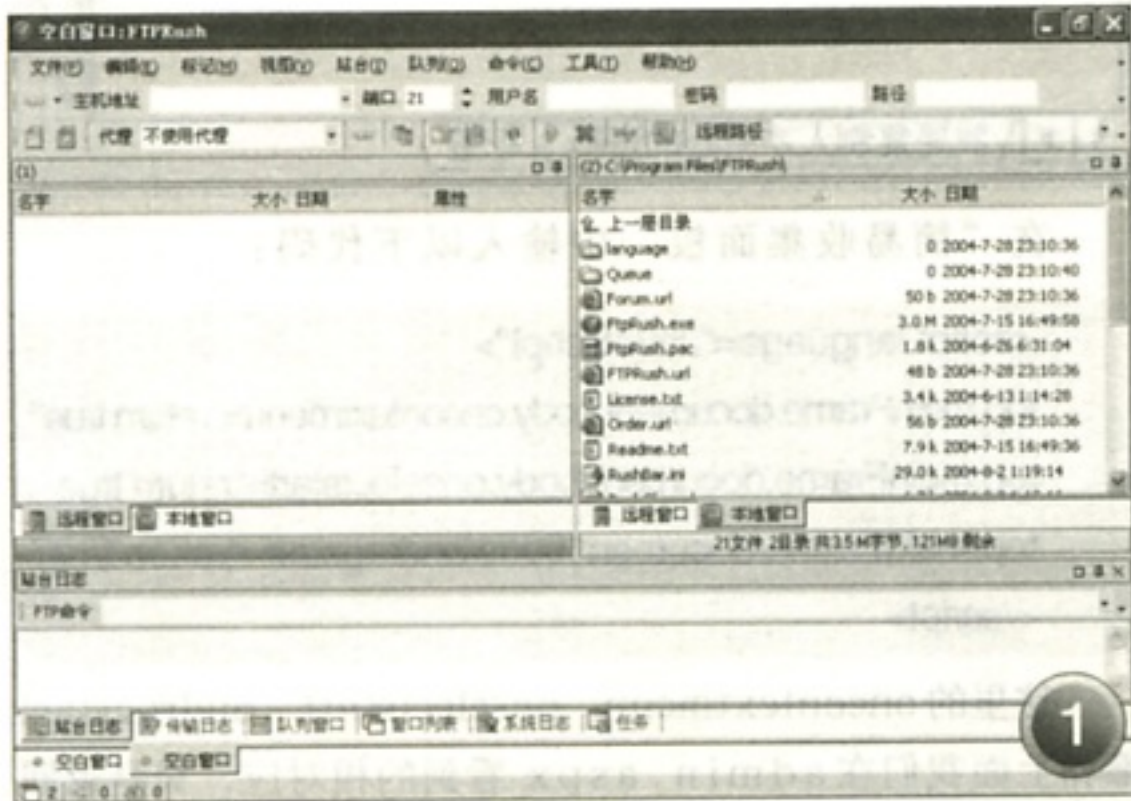 空白窗口:FTPRush
文件(F) 编辑(E) 标记(M) 视图(V) 站台(T) 队列(Q) 命令(C) 工具(T) 帮助(H)
主机地址 端口 21 用户名 密码 路径
代理 不使用代理 远程路径
(1)
名字 大小 日期 属性
(2) C:\Program Files\FTPRush\
名字 大小 日期
上一层目录
language 0 2004-7-28 23:10:36
Queue 0 2004-7-28 23:10:40
Forum.url 50 b 2004-7-28 23:10:36
FtpRush.exe 3.0 M 2004-7-15 16:49:58
FtpRush.pac 1.8 k 2004-6-26 6:31:04
FTPRush.url 48 b 2004-7-28 23:10:36
License.txt 3.4 k 2004-6-13 1:14:28
Order.url 56 b 2004-7-28 23:10:36
Readme.txt 7.9 k 2004-7-15 16:49:36
RushBar.ini 29.0 k 2004-8-2 1:19:14
远程窗口 本地窗口
远程窗口 本地窗口
21文件 2目录 共3.5 M字节, 121MB 剩余
站台日志
FTP命令
站台日志 传输日志 队列窗口 窗口列表 系统日志 任务
空白窗口 空白窗口
2 0 0
1